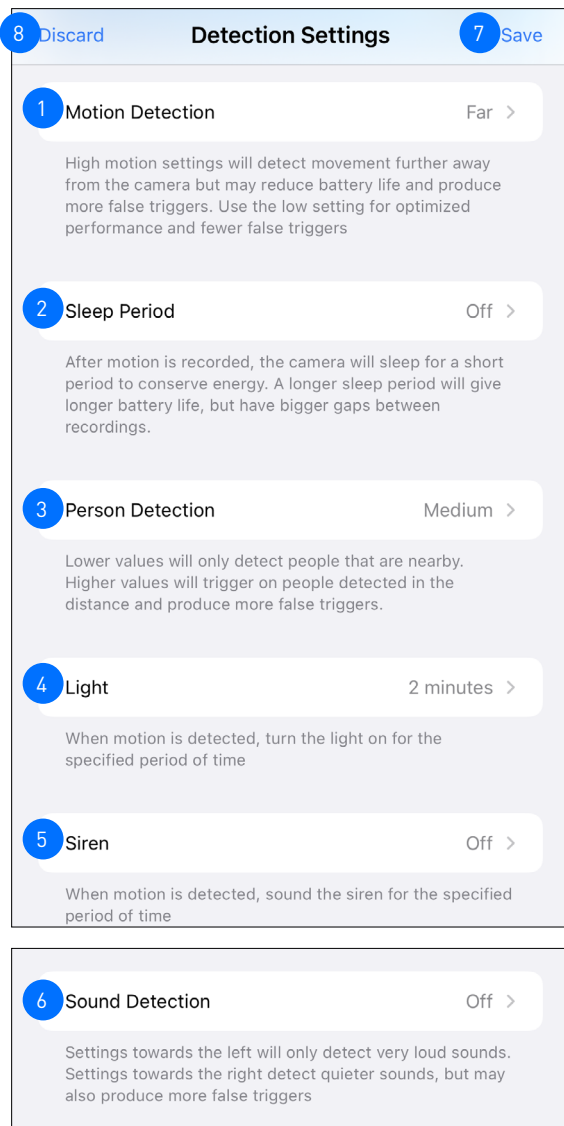 8 Discard Detection Settings 7 Save
1 Motion Detection Far >
High motion settings will detect movement further away
from the camera but may reduce battery life and produce
more false triggers. Use the low setting for optimized
performance and fewer false triggers
2 Sleep Period Off >
After motion is recorded, the camera will sleep for a short
period to conserve energy. A longer sleep period will give
longer battery life, but have bigger gaps between
recordings.
3 Person Detection Medium >
Lower values will only detect people that are nearby.
Higher values will trigger on people detected in the
distance and produce more false triggers.
4 Light 2 minutes >
When motion is detected, turn the light on for the
specified period of time
5 Siren Off >
When motion is detected, sound the siren for the specified
period of time
6 Sound Detection Off >
Settings towards the left will only detect very loud sounds.
Settings towards the right detect quieter sounds, but may
also produce more false triggers